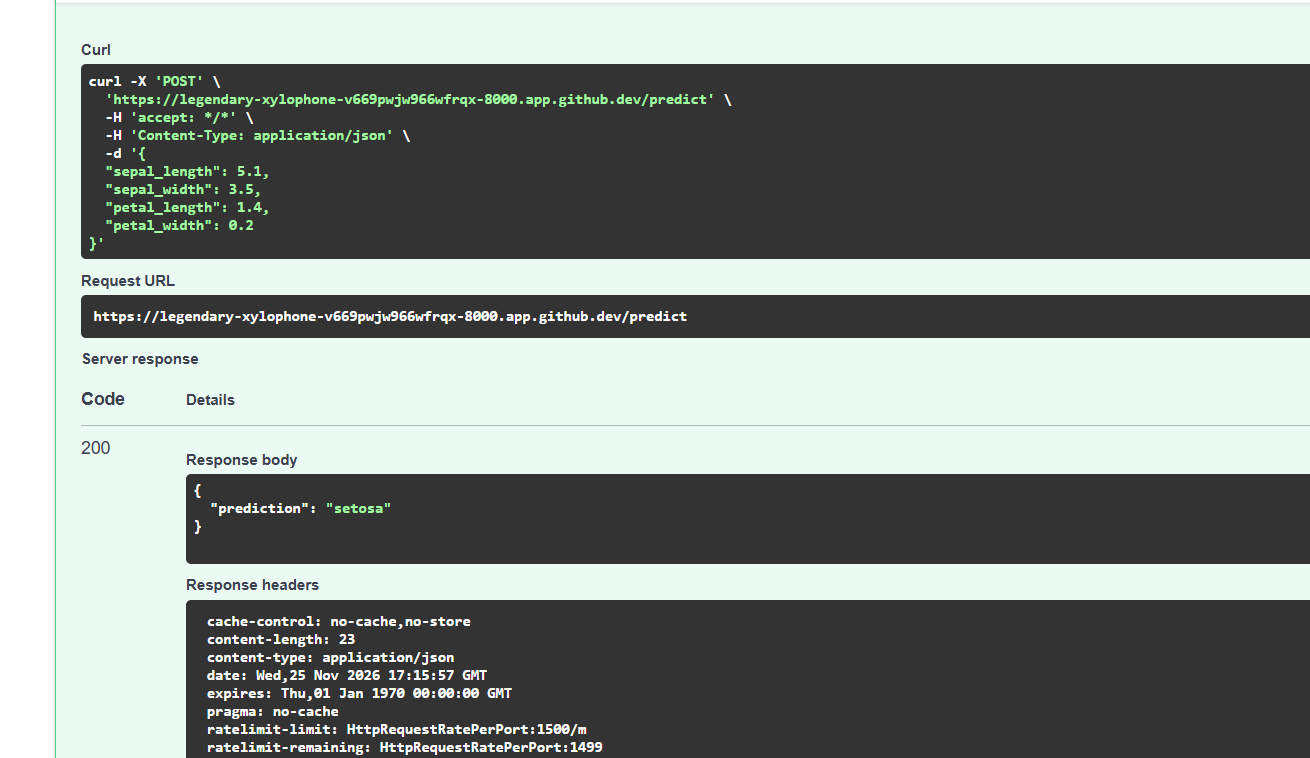 Curl
curl -X 'POST' \
'https://legendary-xylophone-v669pwjw966wfrqx-8000.app.github.dev/predict' \
-H 'accept: */*' \
-H 'Content-Type: application/json' \
-d '{
"sepal_length": 5.1,
"sepal_width": 3.5,
"petal_length": 1.4,
"petal_width": 0.2
}'
Request URL
https://legendary-xylophone-v669pwjw966wfrqx-8000.app.github.dev/predict
Server response
Code Details
200
Response body
{
"prediction": "setosa"
}
Response headers
cache-control: no-cache,no-store
content-length: 23
content-type: application/json
date: Wed,25 Nov 2026 17:15:57 GMT
expires: Thu,01 Jan 1970 00:00:00 GMT
pragma: no-cache
ratelimit-limit: HttpRequestRatePerPort:1500/m
ratelimit-remaining: HttpRequestRatePerPort:1499